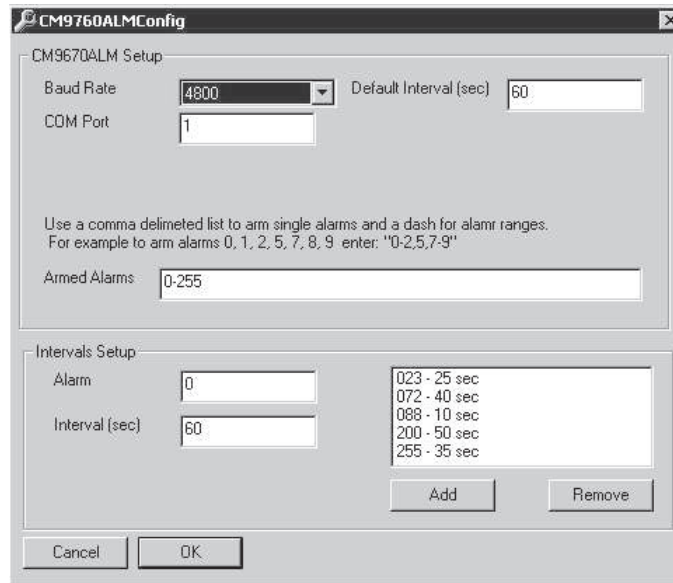 CM9760ALMConfig
CM9670ALM Setup
Baud Rate 4800 Default Interval (sec) 60
COM Port 1
Use a comma delimeted list to arm single alarms and a dash for alamr ranges.
For example to arm alarms 0, 1, 2, 5, 7, 8, 9 enter: "0-2,5,7-9"
Armed Alarms 0-255
Intervals Setup
Alarm 0
Interval (sec) 60
023 - 25 sec
072 - 40 sec
088 - 10 sec
200 - 50 sec
255 - 35 sec
Add Remove
Cancel OK